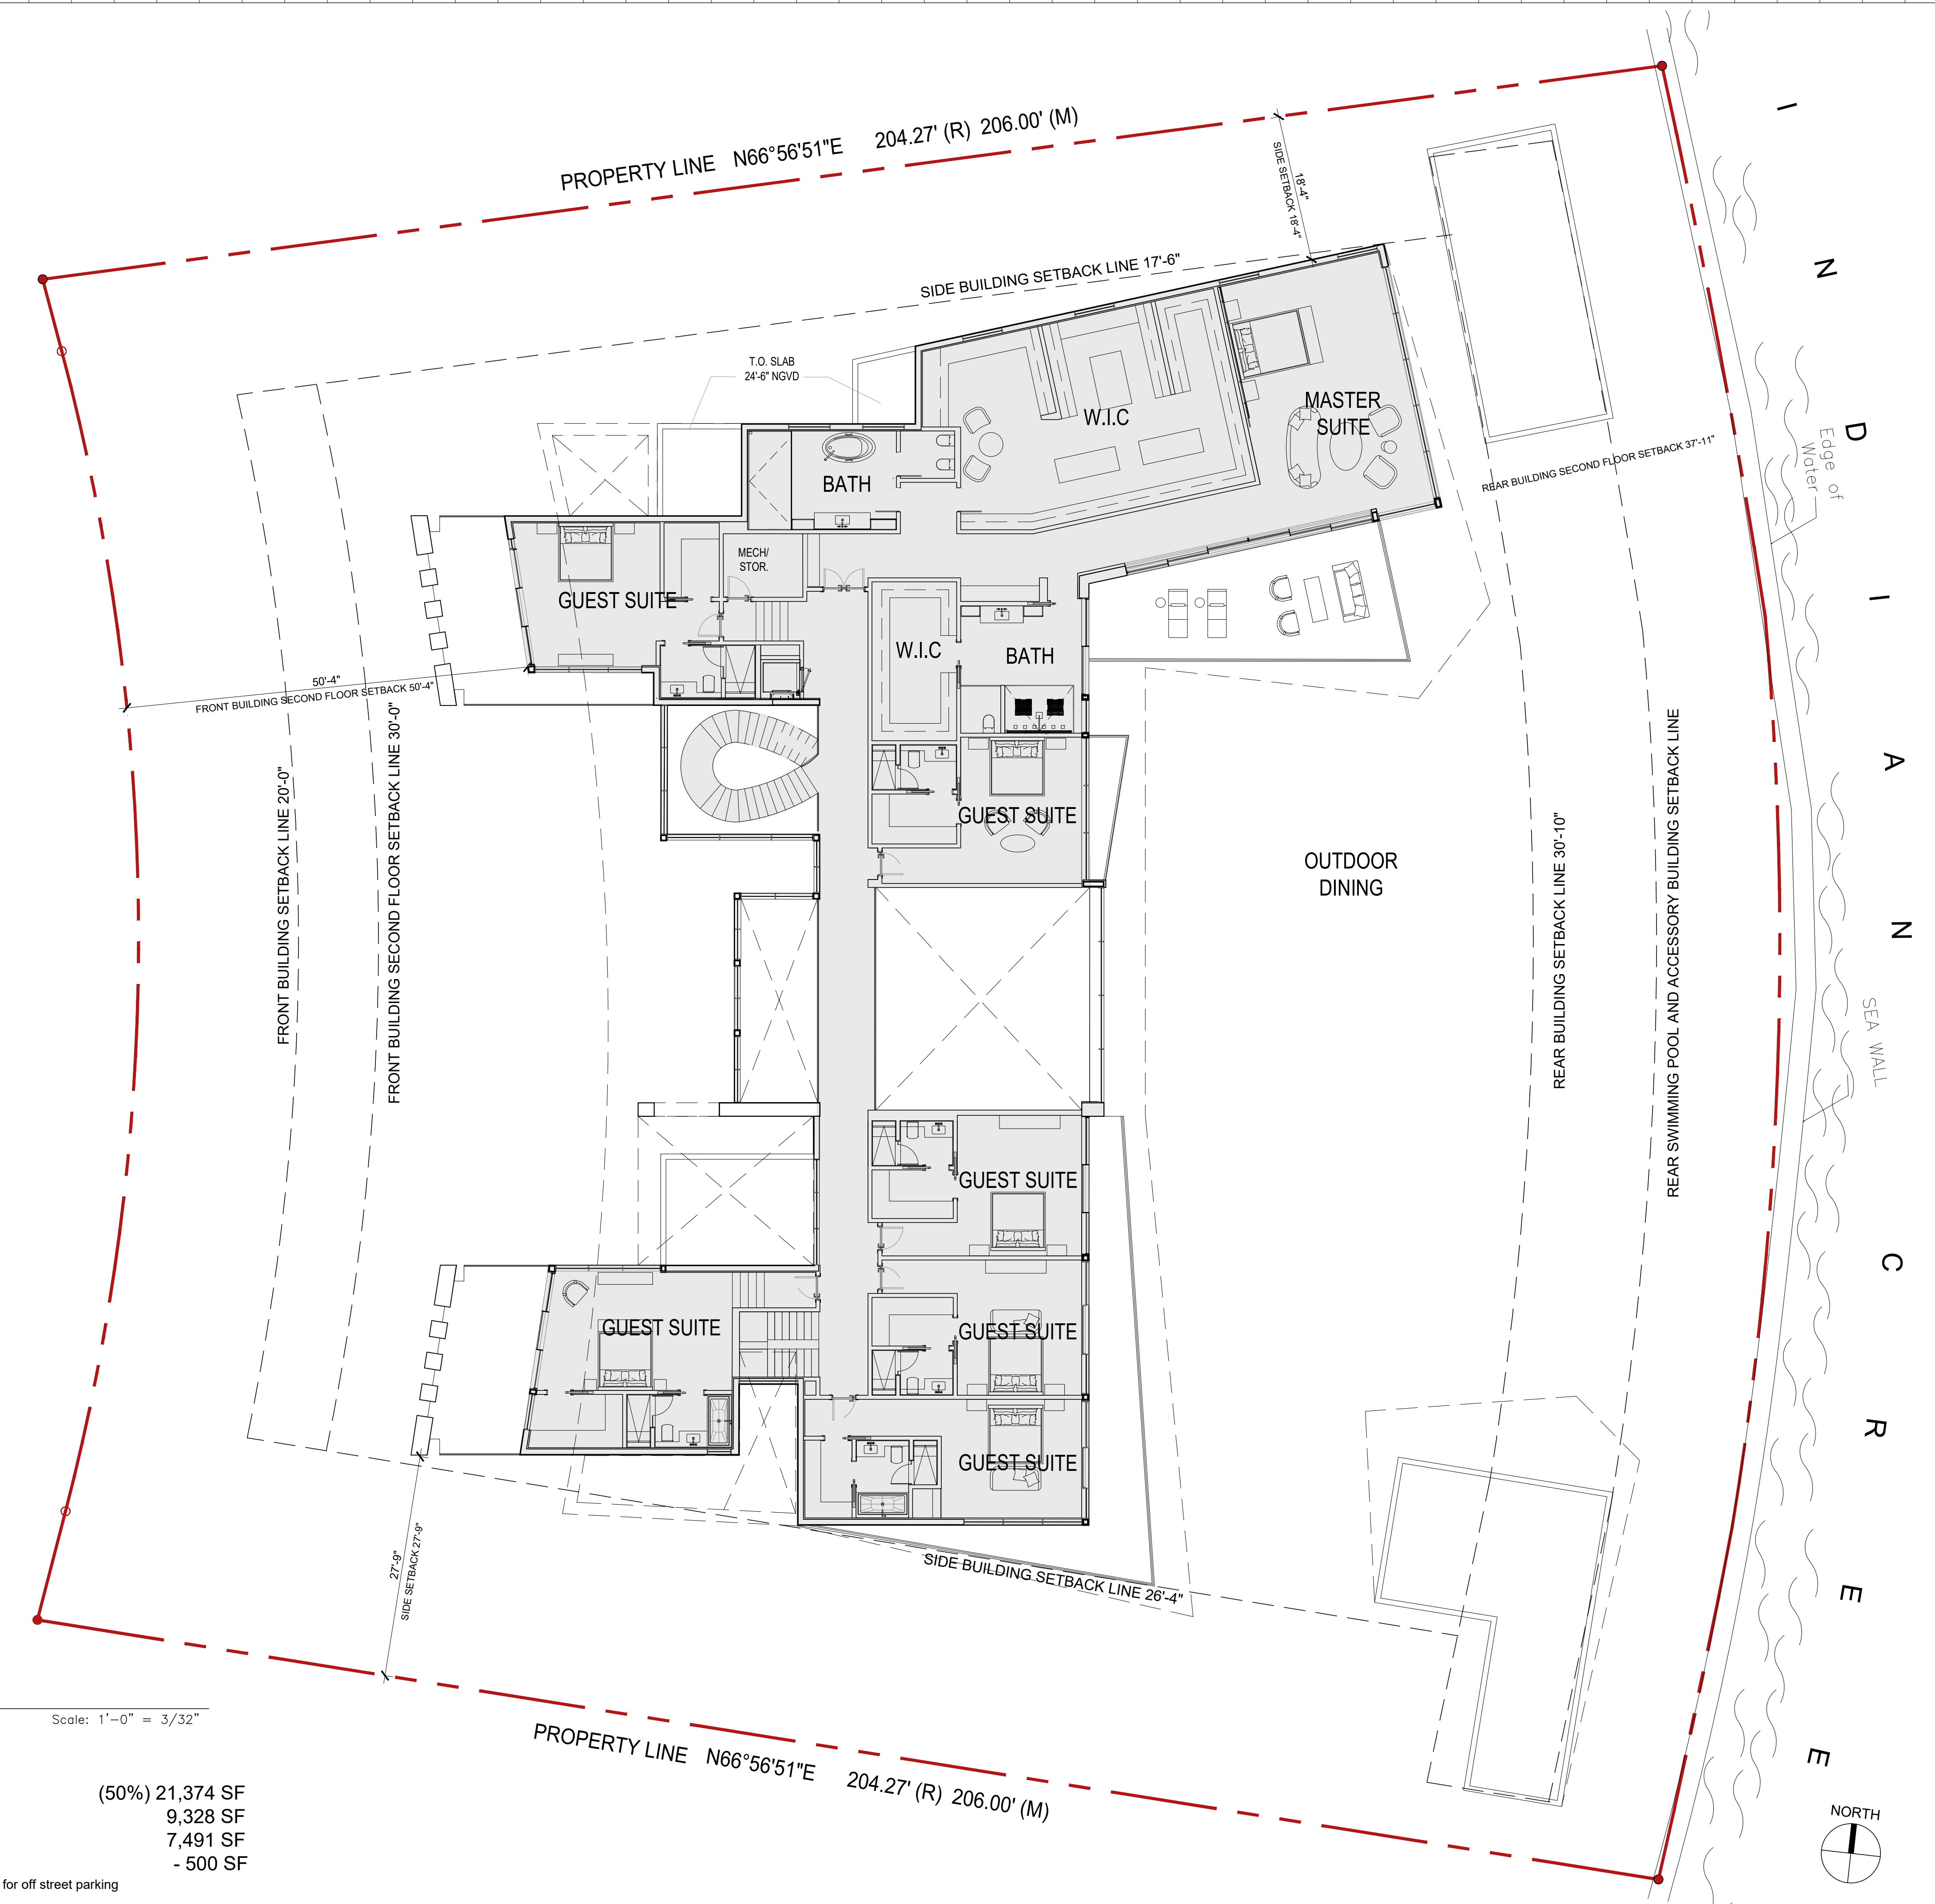 PROPERTY LINE N66°56'51"E 204.27' (R) 206.00' (M)
18'-4"
SIDE SETBACK 18'-4"
SIDE BUILDING SETBACK LINE 17'-6"
T.O. SLAB
24'-6" NGVD
W.I.C
MASTER
SUITE
BATH
REAR BUILDING SECOND FLOOR SETBACK 37'-11"
Edge of
Water
MECH/
STOR.
GUEST SUITE
W.I.C
BATH
50'-4"
FRONT BUILDING SECOND FLOOR SETBACK 50'-4"
FRONT BUILDING SETBACK LINE 20'-0"
FRONT BUILDING SECOND FLOOR SETBACK LINE 30'-0"
GUEST SUITE
OUTDOOR
DINING
REAR BUILDING SETBACK LINE 30'-10"
REAR SWIMMING POOL AND ACCESSORY BUILDING SETBACK LINE
INDIAN CREE
SEA WALL
GUEST SUITE
GUEST SUITE
GUEST SUITE
GUEST SUITE
27'-9"
SIDE SETBACK 27'-9"
SIDE BUILDING SETBACK LINE 26'-4"
PROPERTY LINE N66°56'51"E 204.27' (R) 206.00' (M)
Scale: 1'-0" = 3/32"
(50%) 21,374 SF
9,328 SF
7,491 SF
- 500 SF
for off street parking
NORTH